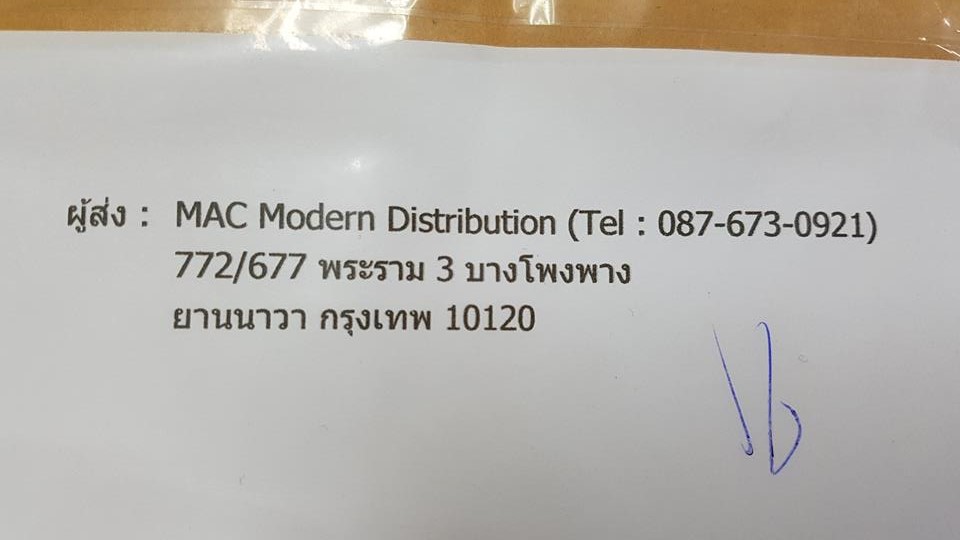 ผู้ส่ง : MAC Modern Distribution (Tel : 087-673-0921)
772/677 พระราม 3 บางโพงพาง
ยานนาวา กรุงเทพ 10120